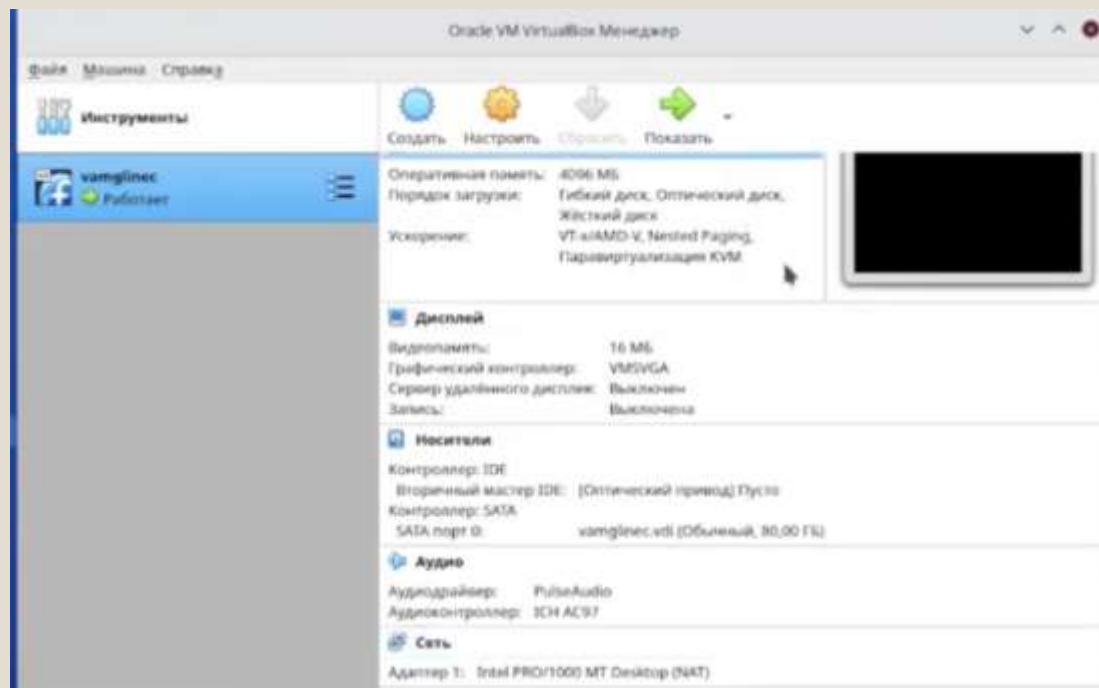 Oracle VM VirtualBox Менеджер
Файл Машина Справка
Инструменты
Создать Настроить Сбросить Показать
vamglinec
Работает
Оперативная память: 4096 МБ
Порядок загрузки: Гибкий диск, Оптический диск,
Жёсткий диск
Ускорение: VT-x/AMD-V, Nested Paging,
Паравиртуализация KVM
Дисплей
Видеопамять: 16 МБ
Графический контроллер: VMSVGA
Сервер удалённого дисплея: Выключен
Запись: Выключена
Носители
Контроллер: IDE
Вторичный мастер IDE: [Оптический привод] Пусто
Контроллер: SATA
SATA порт 0: vamglinec.vdi (Обычный, 80,00 ГБ)
Аудио
Аудиодрайвер: PulseAudio
Аудиоконтроллер: ICH AC97
Сеть
Адаптер 1: Intel PRO/1000 MT Desktop (NAT)